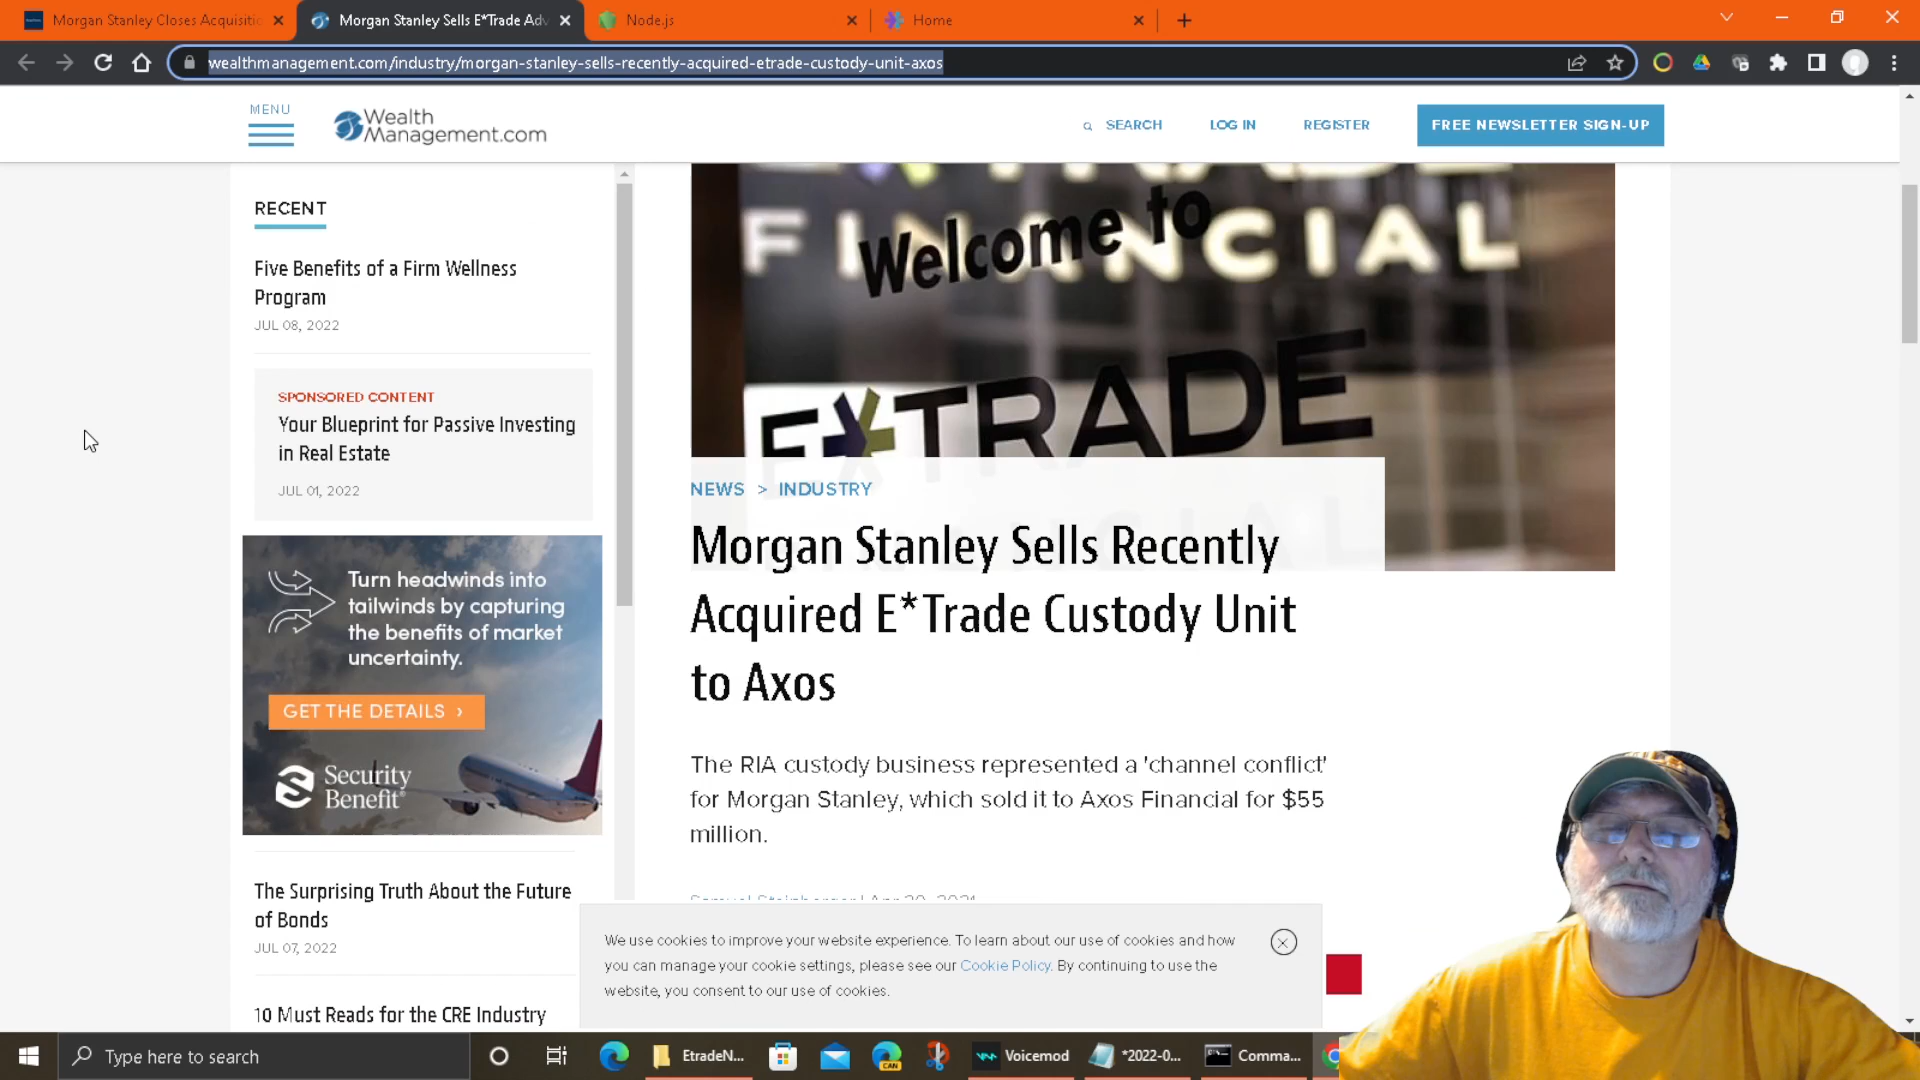 Morgan Stanley Closes Acquisitio
Morgan Stanley Sells E*Trade Adv
Node.js
Home
wealthmanagement.com/industry/morgan-stanley-sells-recently-acquired-etrade-custody-unit-axos
MENU
Wealth
Management.com
SEARCH
LOG IN
REGISTER
FREE NEWSLETTER SIGN-UP
RECENT
Five Benefits of a Firm Wellness
Program
JUL 08, 2022
SPONSORED CONTENT
Your Blueprint for Passive Investing
in Real Estate
JUL 01, 2022
Turn headwinds into
tailwinds by capturing
the benefits of market
uncertainty.
GET THE DETAILS ›
Security
Benefit
The Surprising Truth About the Future
of Bonds
JUL 07, 2022
10 Must Reads for the CRE Industry
FINANCIAL
Welcome to
E*TRADE
NEWS > INDUSTRY
Morgan Stanley Sells Recently
Acquired E*Trade Custody Unit
to Axos
The RIA custody business represented a 'channel conflict'
for Morgan Stanley, which sold it to Axos Financial for $55
million.
We use cookies to improve your website experience. To learn about our use of cookies and how
you can manage your cookie settings, please see our Cookie Policy. By continuing to use the
website, you consent to our use of cookies.
Type here to search
EtradeN...
CAN
Voicemod
*2022-0...
Comma...